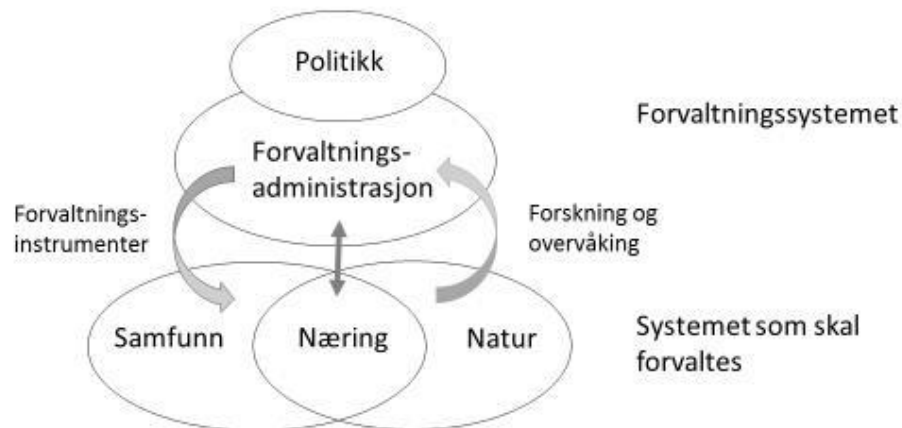 Politikk
Forvaltningssystemet
Forvaltnings-
administrasjon
Forvaltnings-
instrumenter
Forskning og
overvåking
Samfunn
Næring
Natur
Systemet som skal
forvaltes